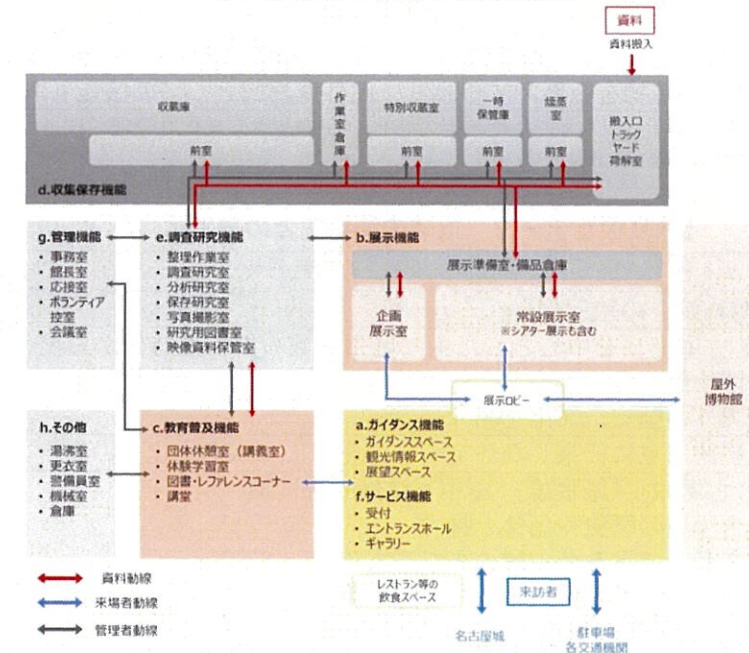 資料
資料搬入
収蔵庫
作業室倉庫
特別収蔵室
一時
保管庫
燻蒸
室
搬入口
トラック
ヤード
荷解室
前室
前室
前室
前室
d.収集保存機能
g.管理機能
・ 事務室
・ 館長室
・ 応接室
・ ボランティア
控室
・ 会議室
e.調査研究機能
・ 整理作業室
・ 調査研究室
・ 分析研究室
・ 保存研究室
・ 写真撮影室
・ 研究用図書室
・ 映像資料保管室
b.展示機能
展示準備室・備品倉庫
企画
展示室
常設展示室
※シアター展示も含む
展示ロビー
屋外
博物館
h.その他
・ 湯沸室
・ 更衣室
・ 警備員室
・ 機械室
・ 倉庫
c.教育普及機能
・ 団体休憩室（講義室）
・ 体験学習室
・ 図書・レファレンスコーナー
・ 講堂
a.ガイダンス機能
・ ガイダンススペース
・ 観光情報スペース
・ 展望スペース
f.サービス機能
・ 受付
・ エントランスホール
・ ギャラリー
資料動線
来場者動線
管理者動線
レストラン等の
飲食スペース
来訪者
名古屋城
駐車場
各交通機関